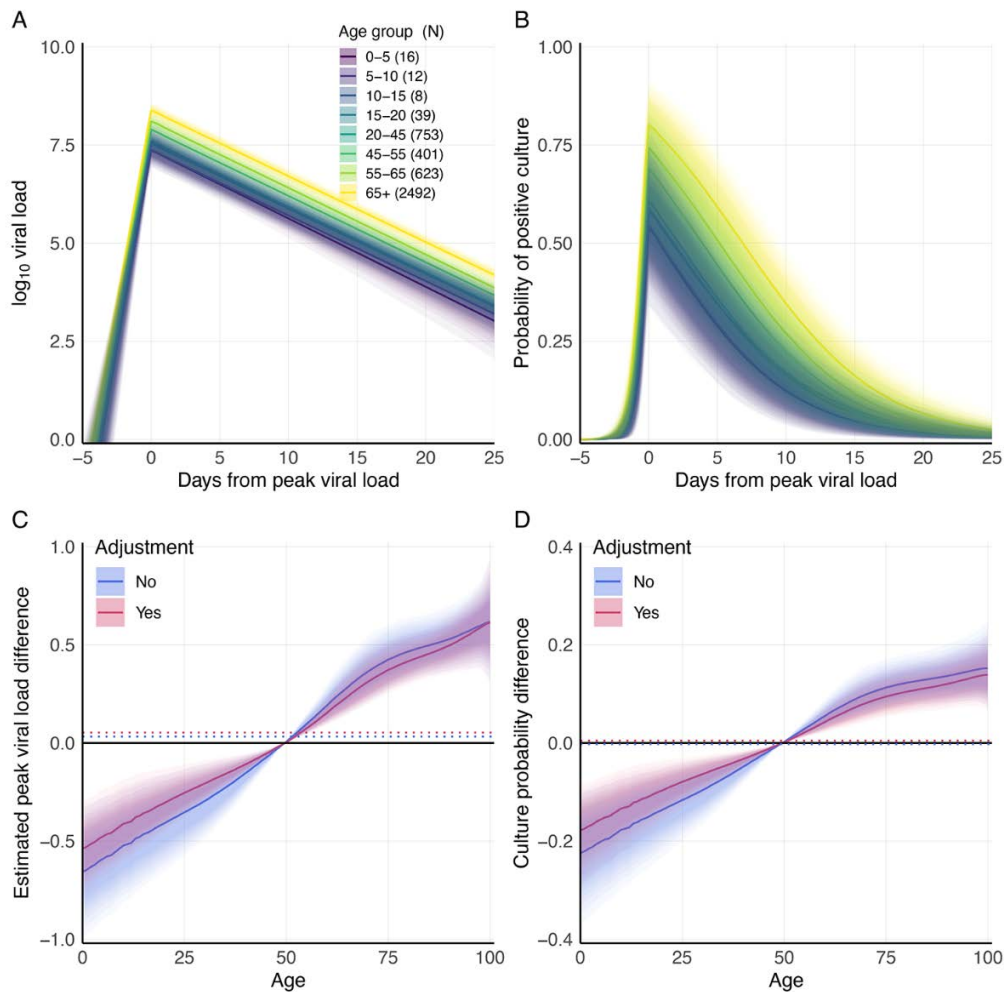 A
Age group (N)
0−5 (16)
5−10 (12)
10−15 (8)
15−20 (39)
20−45 (753)
45−55 (401)
55−65 (623)
65+ (2492)
10.0
7.5
5.0
2.5
0.0
log10 viral load
−5 0 5 10 15 20 25
Days from peak viral load
B
1.00
0.75
0.50
0.25
0.00
Probability of positive culture
−5 0 5 10 15 20 25
Days from peak viral load
C
Adjustment
No
Yes
1.0
0.5
0.0
−0.5
−1.0
Estimated peak viral load difference
0 25 50 75 100
Age
D
Adjustment
No
Yes
0.4
0.2
0.0
−0.2
−0.4
Culture probability difference
0 25 50 75 100
Age